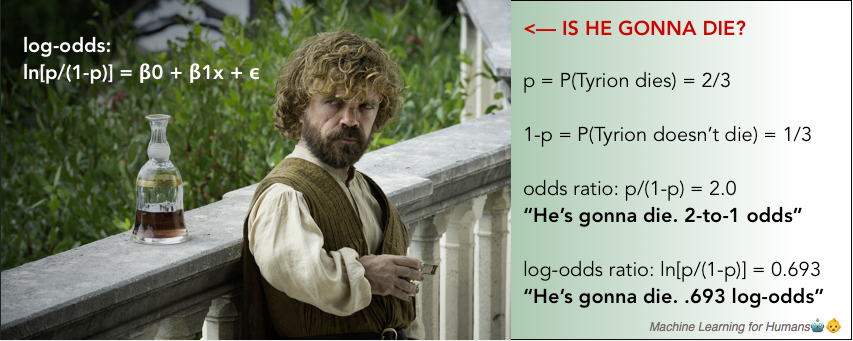 log-odds:
ln[p/(1-p)] = β0 + β1x + ϵ
<— IS HE GONNA DIE?
p = P(Tyrion dies) = 2/3
1-p = P(Tyrion doesn’t die) = 1/3
odds ratio: p/(1-p) = 2.0
“He’s gonna die. 2-to-1 odds”
log-odds ratio: ln[p/(1-p)] = 0.693
“He’s gonna die. .693 log-odds”
Machine Learning for Humans🤖👶